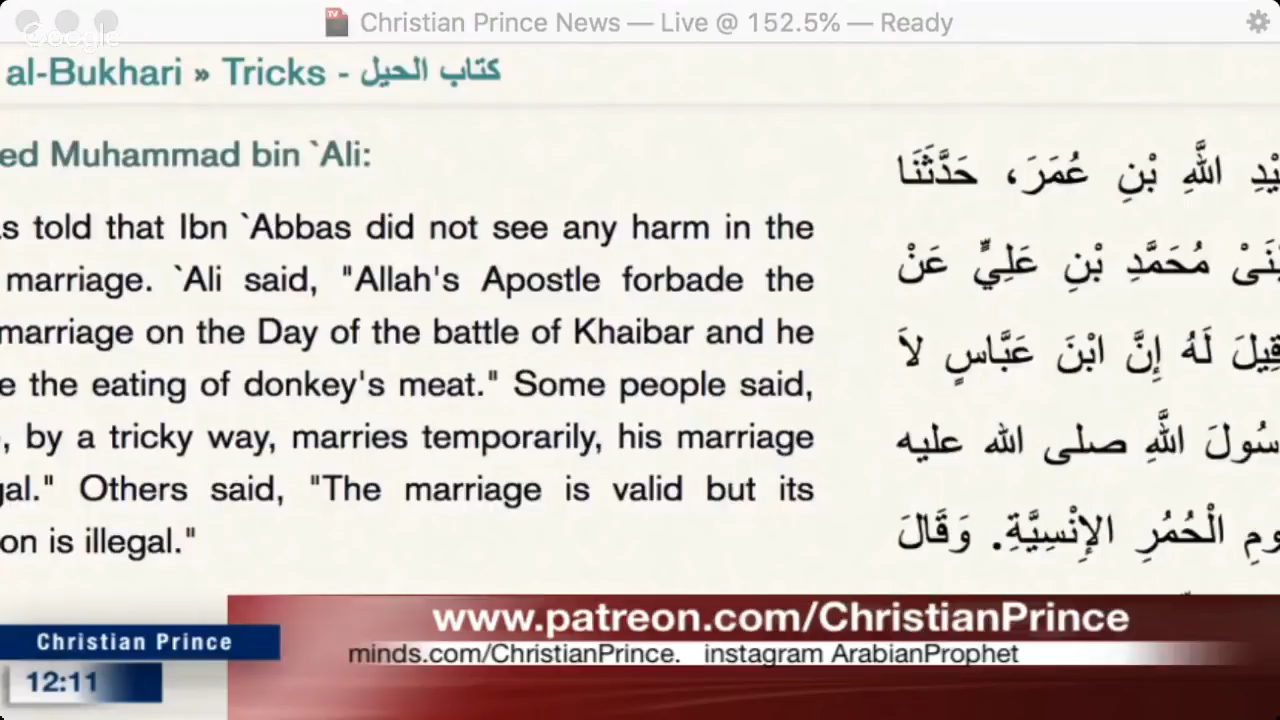 Christian Prince News — Live @ 152.5% — Ready
Google
al-Bukhari » Tricks - كتاب الحيل
ed Muhammad bin `Ali:
s told that Ibn `Abbas did not see any harm in the
marriage. `Ali said, "Allah's Apostle forbade the
marriage on the Day of the battle of Khaibar and he
e the eating of donkey's meat." Some people said,
, by a tricky way, marries temporarily, his marriage
gal." Others said, "The marriage is valid but its
on is illegal."
يْدِ اللَّهِ بْنِ عُمَرَ، حَدَّثَنَا
بْنَىْ مُحَمَّدِ بْنِ عَلِيٍّ عَنْ
قِيلَ لَهُ إِنَّ ابْنَ عَبَّاسٍ لاَ
سُولَ اللَّهِ صلى الله عليه
ومِ الْحُمُرِ الإِنْسِيَّةِ. وَقَالَ
www.patreon.com/ChristianPrince
Christian Prince
minds.com/ChristianPrince. instagram ArabianProphet
12:11